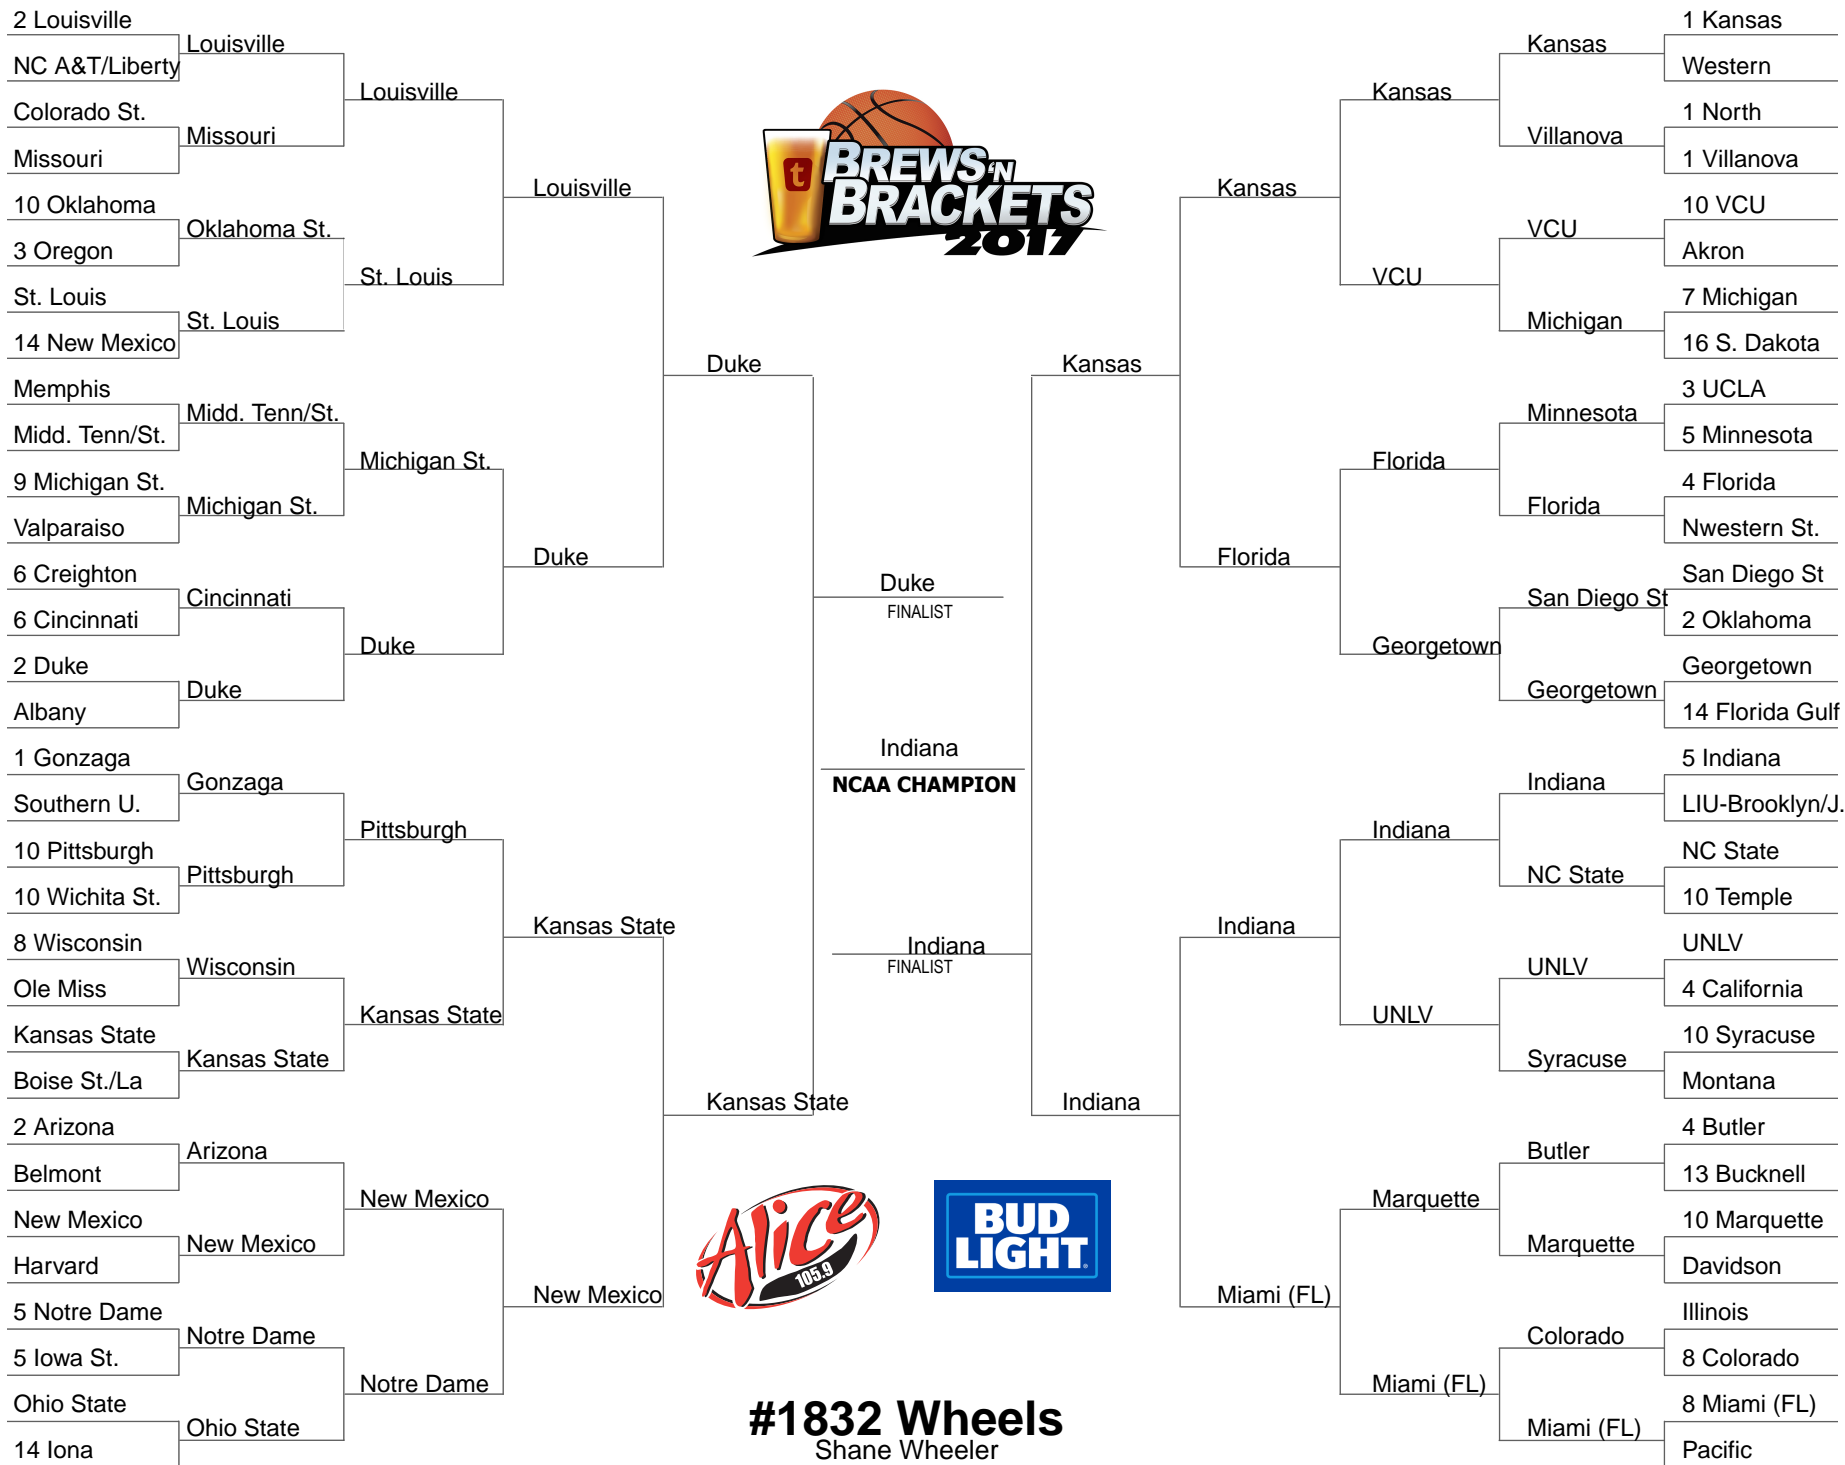 2 Louisville
NC A&T/Liberty
Colorado St.
Missouri
10 Oklahoma
3 Oregon
St. Louis
14 New Mexico
Memphis
Midd. Tenn/St.
9 Michigan St.
Valparaiso
6 Creighton
6 Cincinnati
2 Duke
Albany
1 Gonzaga
Southern U.
10 Pittsburgh
10 Wichita St.
8 Wisconsin
Ole Miss
Kansas State
Boise St./La
2 Arizona
Belmont
New Mexico
Harvard
5 Notre Dame
5 Iowa St.
Ohio State
14 Iona
Louisville
Missouri
Oklahoma St.
St. Louis
Midd. Tenn/St.
Michigan St.
Cincinnati
Duke
Gonzaga
Pittsburgh
Wisconsin
Kansas State
Arizona
New Mexico
Notre Dame
Ohio State
Louisville
St. Louis
Michigan St.
Duke
Pittsburgh
Kansas State
New Mexico
Notre Dame
Louisville
Duke
Kansas State
New Mexico
Duke
Kansas State
t
BREWS 'N
BRACKETS
2017
Duke
FINALIST
Indiana
NCAA CHAMPION
Indiana
FINALIST
Alice
105.9
BUD
LIGHT
#1832 Wheels
Shane Wheeler
Kansas
Indiana
Kansas
Florida
Indiana
Miami (FL)
Kansas
VCU
Florida
Georgetown
Indiana
UNLV
Marquette
Miami (FL)
Kansas
Villanova
VCU
Michigan
Minnesota
Florida
San Diego St
Georgetown
Indiana
NC State
UNLV
Syracuse
Butler
Marquette
Colorado
Miami (FL)
1 Kansas
Western
1 North
1 Villanova
10 VCU
Akron
7 Michigan
16 S. Dakota
3 UCLA
5 Minnesota
4 Florida
Nwestern St.
San Diego St
2 Oklahoma
Georgetown
14 Florida Gulf
5 Indiana
LIU-Brooklyn/J.
NC State
10 Temple
UNLV
4 California
10 Syracuse
Montana
4 Butler
13 Bucknell
10 Marquette
Davidson
Illinois
8 Colorado
8 Miami (FL)
Pacific